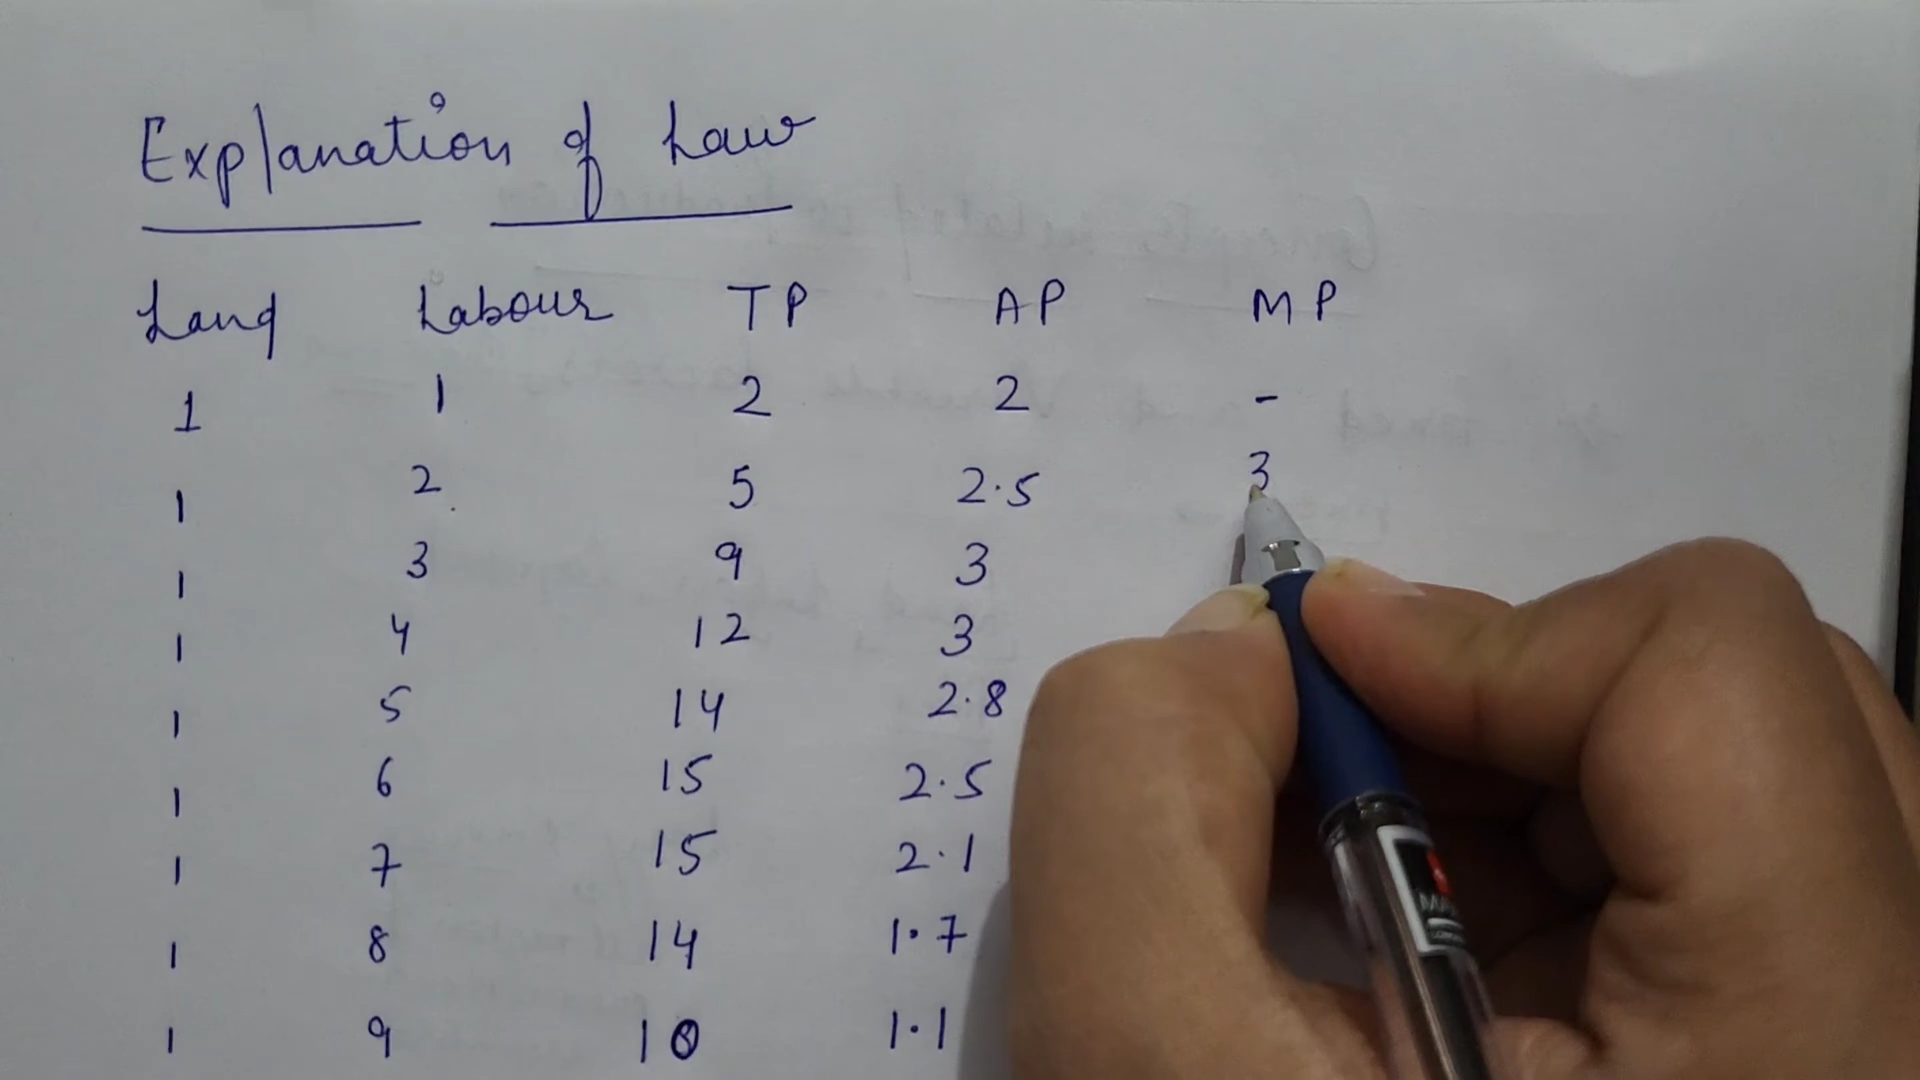 Explanation of Law
Land Labour TP AP MP
1 1 2 2 -
1 2 5 2.5 3
1 3 9 3
1 4 12 3
1 5 14 2.8
1 6 15 2.5
1 7 15 2.1
1 8 14 1.7
1 9 10 1.1